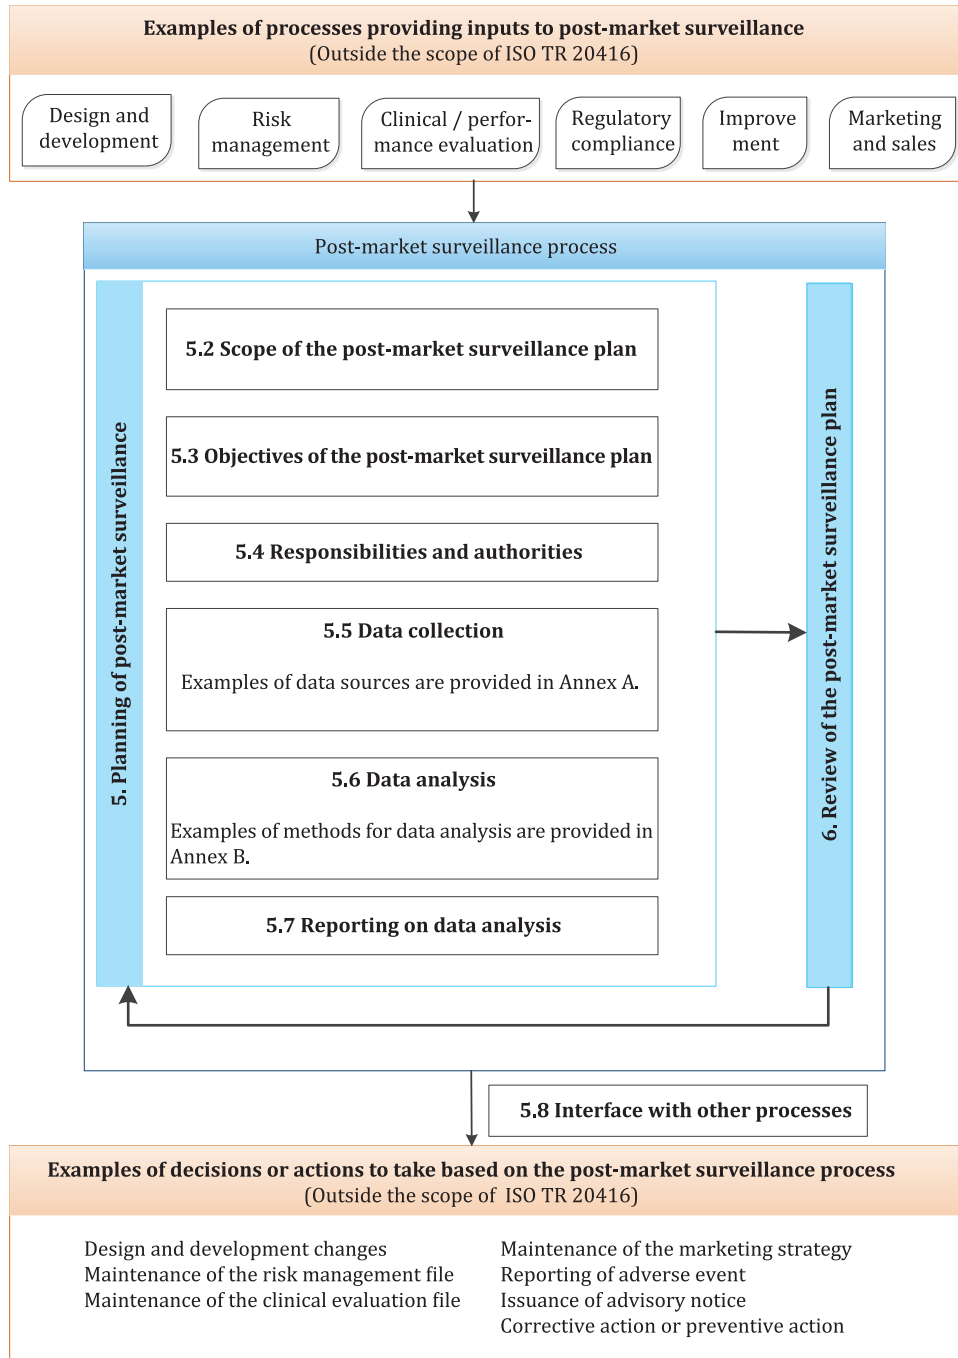 Examples of processes providing inputs to post-market surveillance
(Outside the scope of ISO TR 20416)
Design and
development
Risk
management
Clinical / perfor-
mance evaluation
Regulatory
compliance
Improve
ment
Marketing
and sales
Post-market surveillance process
5. Planning of post-market surveillance
5.2 Scope of the post-market surveillance plan
5.3 Objectives of the post-market surveillance plan
5.4 Responsibilities and authorities
5.5 Data collection
Examples of data sources are provided in Annex A.
5.6 Data analysis
Examples of methods for data analysis are provided in
Annex B.
5.7 Reporting on data analysis
6. Review of the post-market surveillance plan
5.8 Interface with other processes
Examples of decisions or actions to take based on the post-market surveillance process
(Outside the scope of  ISO TR 20416)
Design and development changes
Maintenance of the risk management file
Maintenance of the clinical evaluation file
Maintenance of the marketing strategy
Reporting of adverse event
Issuance of advisory notice
Corrective action or preventive action